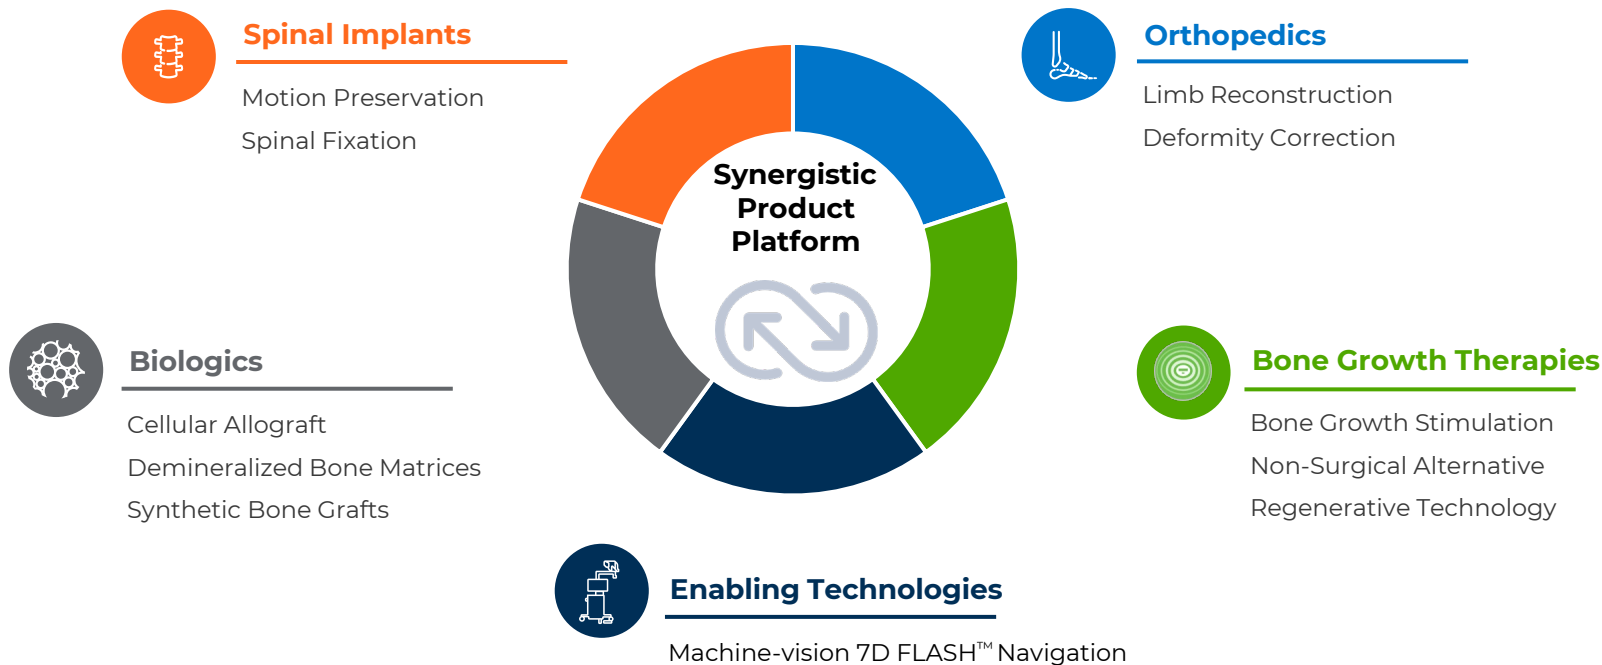 Spinal Implants
Motion Preservation
Spinal Fixation
Orthopedics
Limb Reconstruction
Deformity Correction
Synergistic
Product
Platform
Biologics
Cellular Allograft
Demineralized Bone Matrices
Synthetic Bone Grafts
Bone Growth Therapies
Bone Growth Stimulation
Non-Surgical Alternative
Regenerative Technology
Enabling Technologies
Machine-vision 7D FLASH™ Navigation